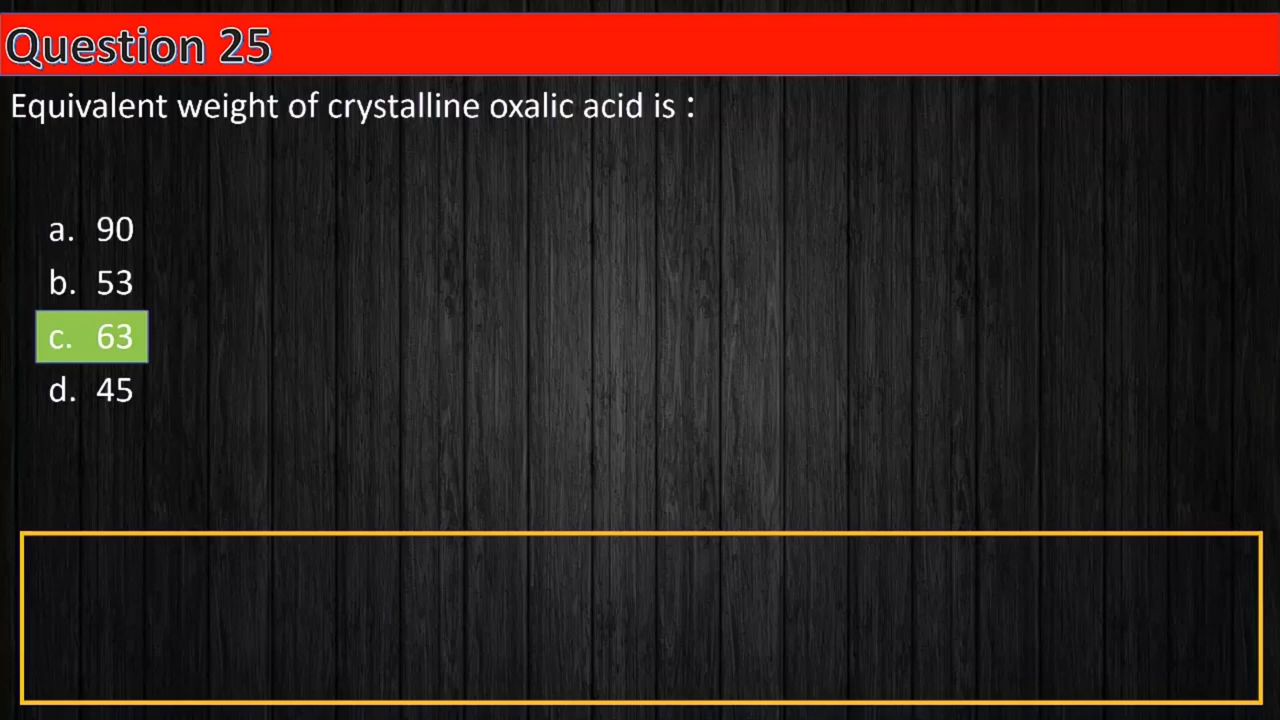 Question 25
Equivalent weight of crystalline oxalic acid is :
a. 90
b. 53
c. 63
d. 45